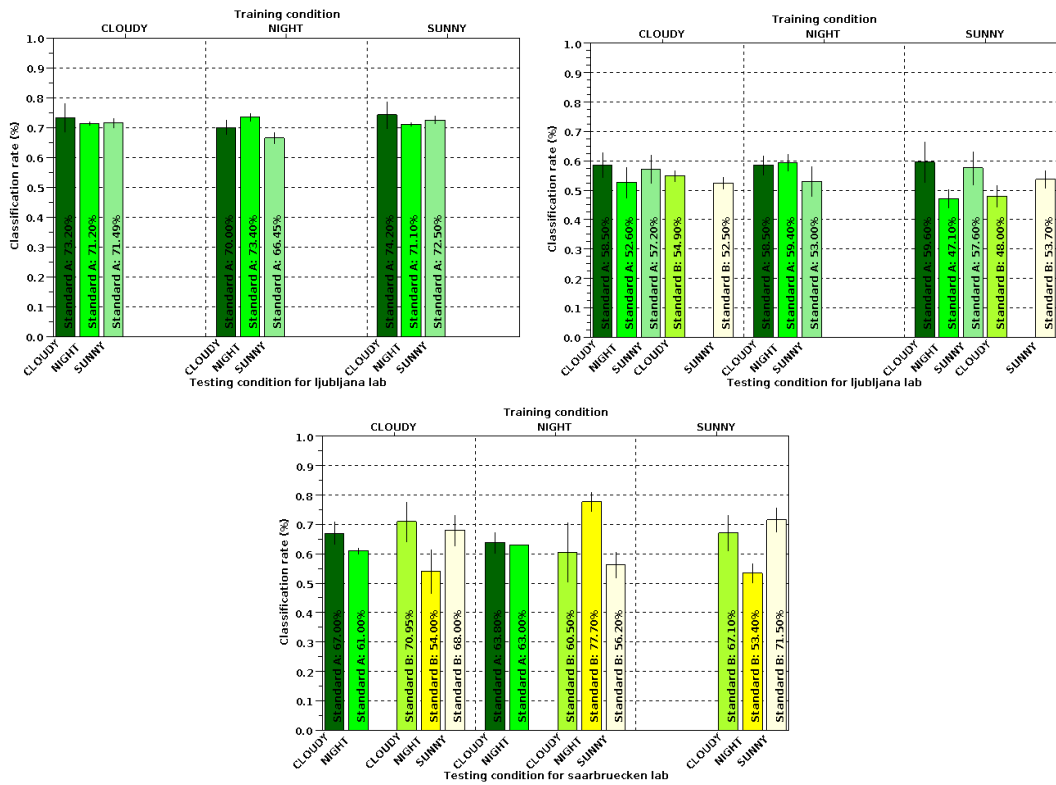 Training condition
CLOUDY NIGHT SUNNY
1.0
0.9
0.8
0.7
0.6
0.5
0.4
0.3
0.2
0.1
0.0
Classification rate (%)
Standard A: 73.20%
Standard A: 71.20%
Standard A: 71.49%
Standard A: 70.00%
Standard A: 73.40%
Standard A: 66.45%
Standard A: 74.20%
Standard A: 71.10%
Standard A: 72.50%
CLOUDY NIGHT SUNNY CLOUDY NIGHT SUNNY CLOUDY NIGHT SUNNY
Testing condition for ljubljana lab
Training condition
CLOUDY NIGHT SUNNY
1.0
0.9
0.8
0.7
0.6
0.5
0.4
0.3
0.2
0.1
0.0
Classification rate (%)
Standard A: 58.50%
Standard A: 52.60%
Standard A: 57.20%
Standard B: 54.90%
Standard B: 52.50%
Standard A: 58.50%
Standard A: 59.40%
Standard A: 53.00%
Standard A: 59.60%
Standard A: 47.10%
Standard A: 57.60%
Standard B: 48.00%
Standard B: 53.70%
CLOUDY NIGHT SUNNY CLOUDY SUNNY CLOUDY NIGHT SUNNY CLOUDY NIGHT SUNNY CLOUDY SUNNY
Testing condition for ljubljana lab
Training condition
CLOUDY NIGHT SUNNY
1.0
0.9
0.8
0.7
0.6
0.5
0.4
0.3
0.2
0.1
0.0
Classification rate (%)
Standard A: 67.00%
Standard A: 61.00%
Standard B: 70.95%
Standard B: 54.00%
Standard B: 68.00%
Standard A: 63.80%
Standard A: 63.00%
Standard B: 60.50%
Standard B: 77.70%
Standard B: 56.20%
Standard B: 67.10%
Standard B: 53.40%
Standard B: 71.50%
CLOUDY NIGHT CLOUDY NIGHT SUNNY CLOUDY NIGHT CLOUDY NIGHT SUNNY CLOUDY NIGHT SUNNY
Testing condition for saarbruecken lab